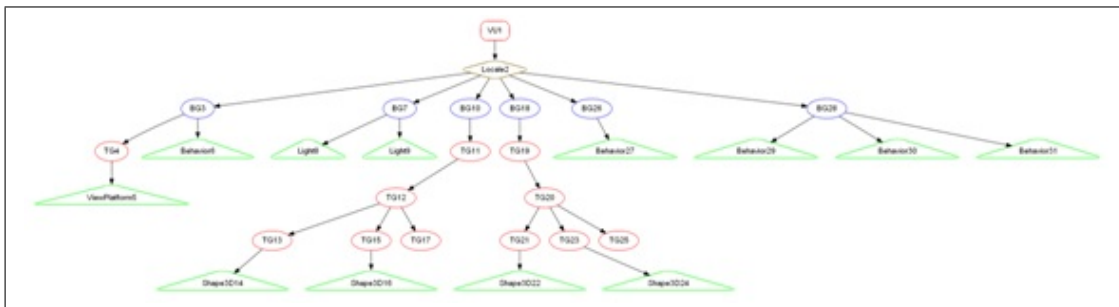 VU1
Locale2
BG3
BG7
BG10
BG18
BG26
BG28
TG4
Behavior6
Light8
Light9
TG11
TG19
Behavior27
Behavior29
Behavior30
Behavior31
ViewPlatform5
TG12
TG20
TG13
TG15
TG17
TG21
TG23
TG25
Shape3D14
Shape3D16
Shape3D22
Shape3D24